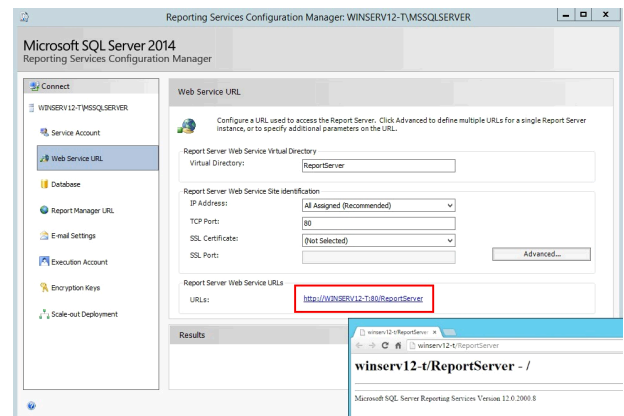 Reporting Services Configuration Manager: WINSERV12-T\MSSQLSERVER
Microsoft SQL Server 2014
Reporting Services Configuration Manager
Connect
WINSERV12-T\MSSQLSERVER
Service Account
Web Service URL
Database
Report Manager URL
E-mail Settings
Execution Account
Encryption Keys
Scale-out Deployment
Web Service URL
Configure a URL used to access the Report Server. Click Advanced to define multiple URLs for a single Report Server
instance, or to specify additional parameters on the URL.
Report Server Web Service Virtual Directory
Virtual Directory: ReportServer
Report Server Web Service Site identification
IP Address: All Assigned (Recommended)
TCP Port: 80
SSL Certificate: (Not Selected)
SSL Port:
Advanced...
Report Server Web Service URLs
URLs: http://WINSERV12-T:80/ReportServer
Results
winserv12-t/ReportServer -
winserv12-t/ReportServer
winserv12-t/ReportServer - /
Microsoft SQL Server Reporting Services Version 12.0.2000.8